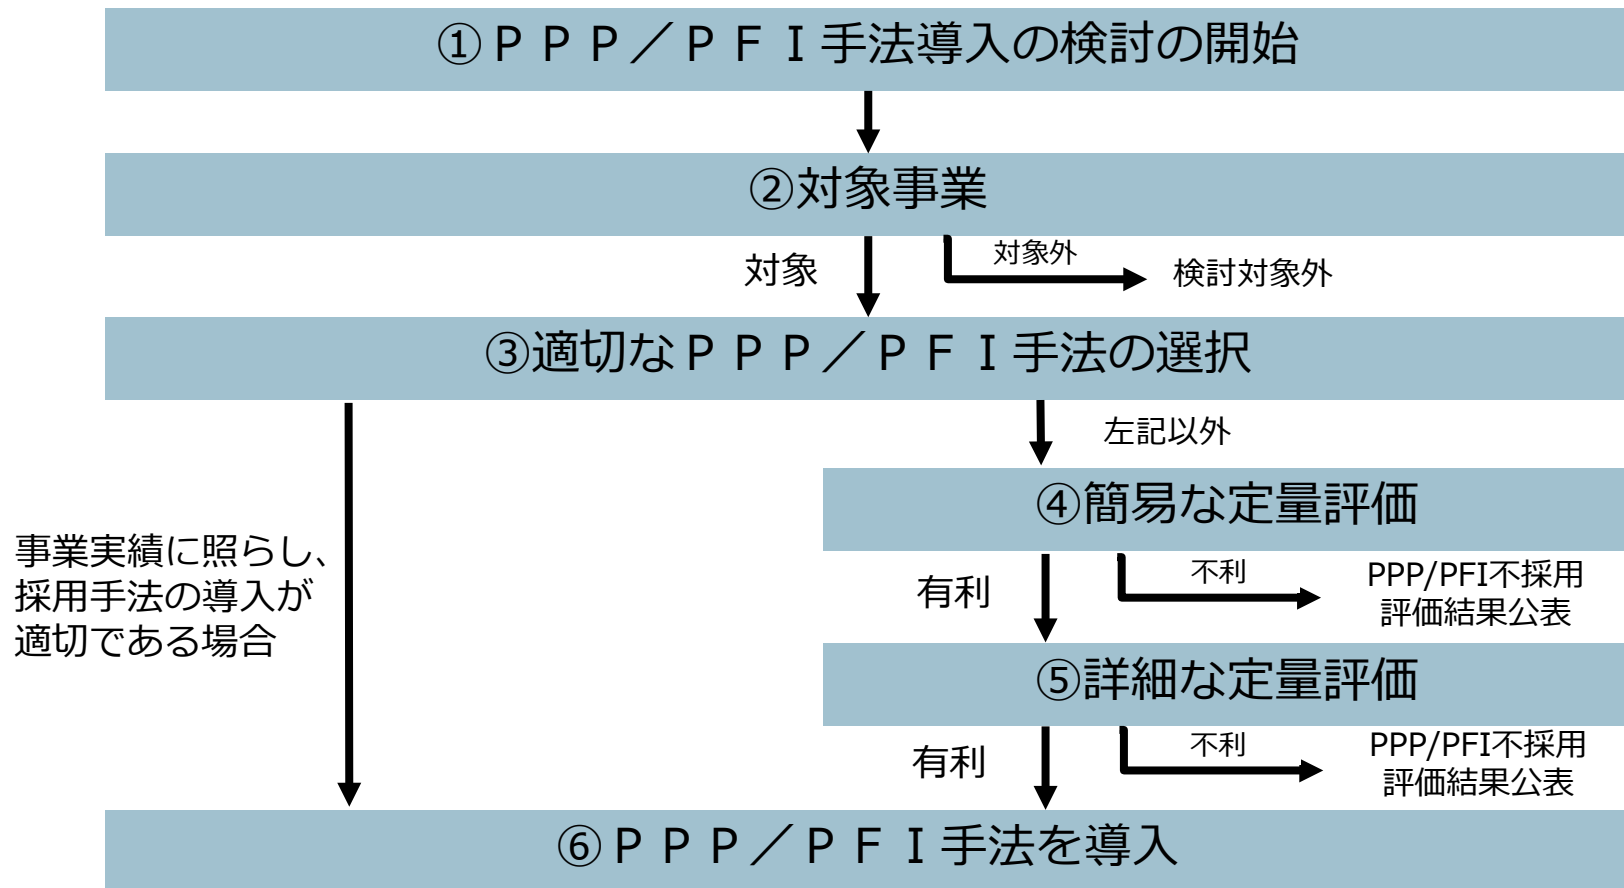 ①ＰＰＰ／ＰＦＩ手法導入の検討の開始
②対象事業
対象
対象外
検討対象外
③適切なＰＰＰ／ＰＦＩ手法の選択
左記以外
事業実績に照らし、
採用手法の導入が
適切である場合
④簡易な定量評価
有利
不利
PPP/PFI不採用
評価結果公表
⑤詳細な定量評価
有利
不利
PPP/PFI不採用
評価結果公表
⑥ＰＰＰ／ＰＦＩ手法を導入